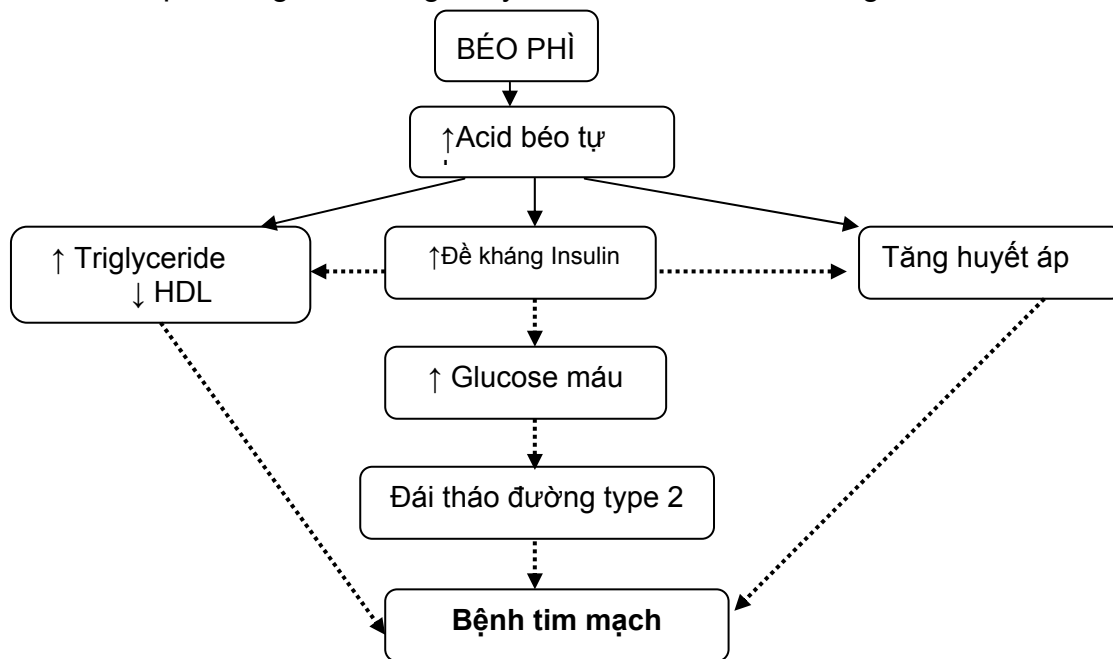 BÉO PHÌ
↑Acid béo tự
↑ Triglyceride
↓ HDL
↑Đề kháng Insulin
Tăng huyết áp
↑ Glucose máu
Đái tháo đường type 2
Bệnh tim mạch